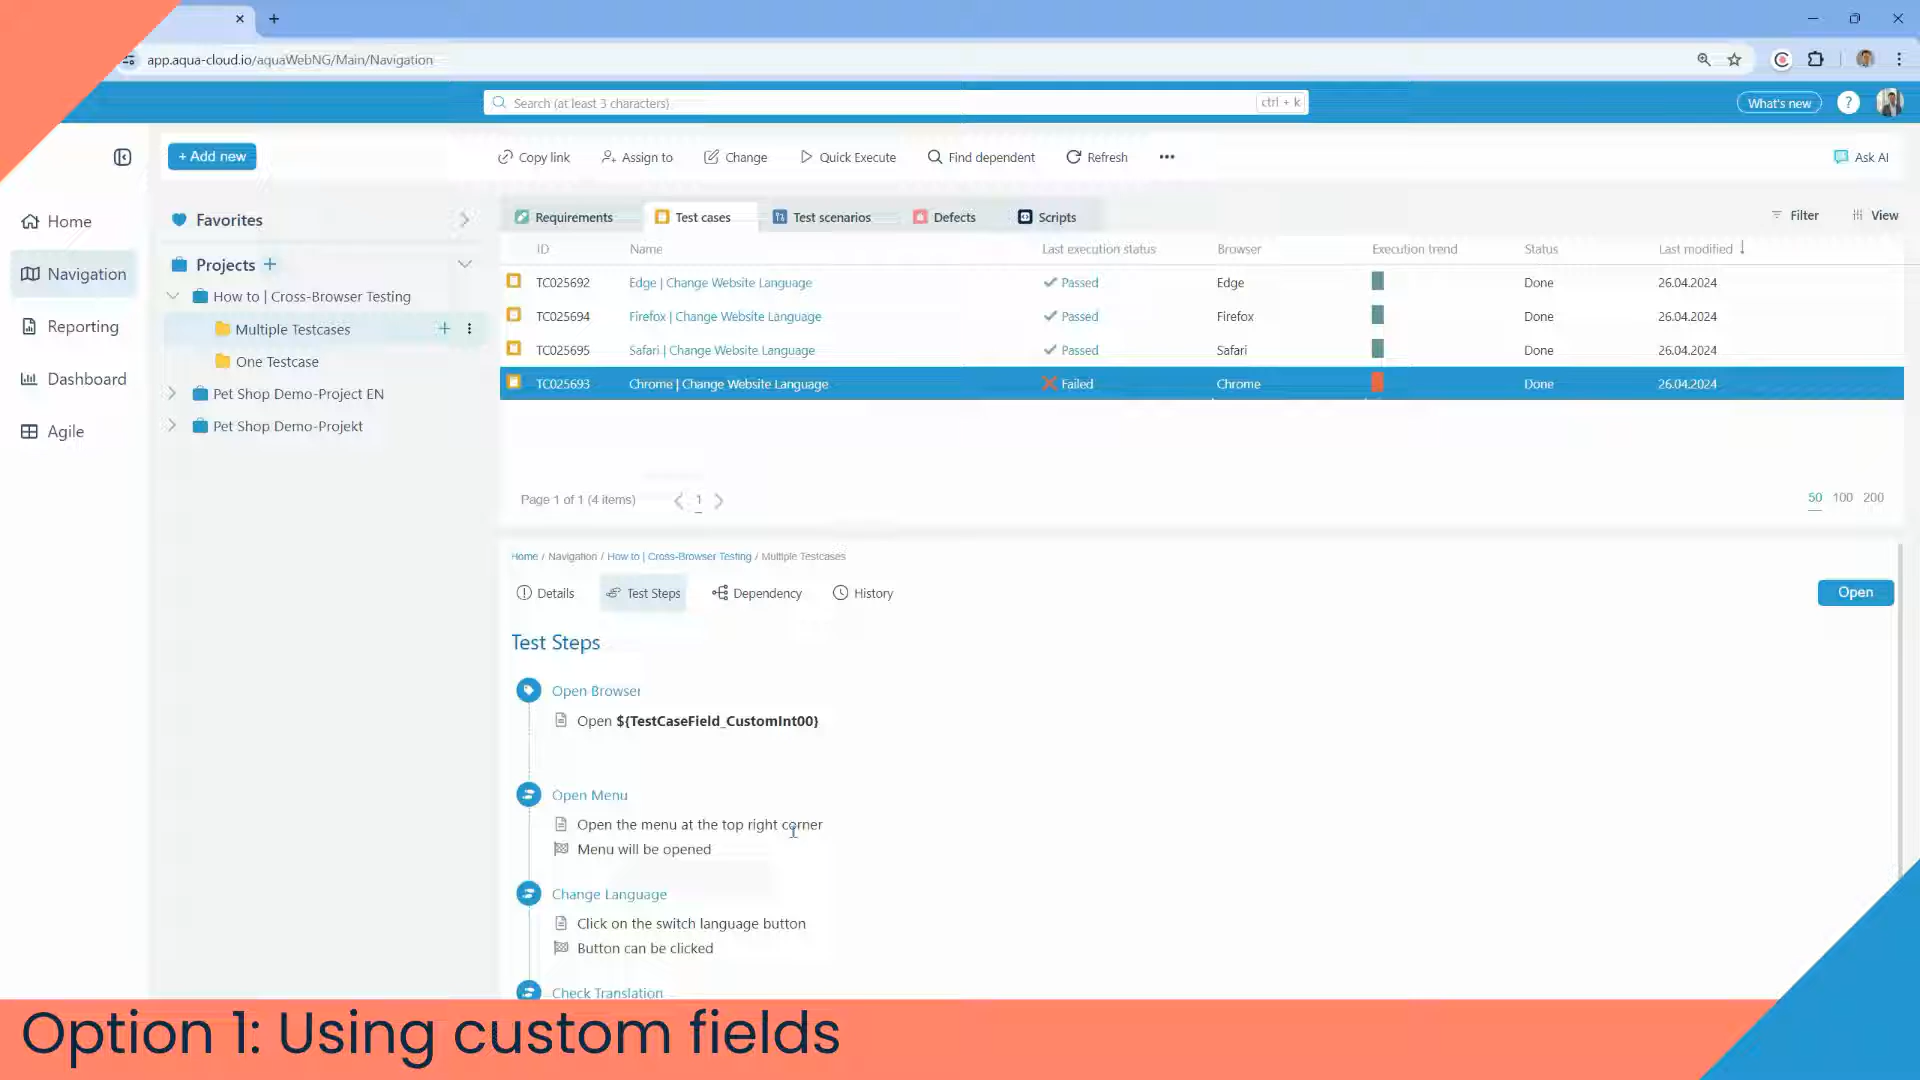 app.aqua-cloud.io/aquaWebNG/Main/Navigation
Search (at least 3 characters)
ctrl + k
What's new
?
+ Add new
Copy link
Assign to
Change
Quick Execute
Find dependent
Refresh
Ask AI
Home
Navigation
Reporting
Dashboard
Agile
Favorites
Projects
How to | Cross-Browser Testing
Multiple Testcases
One Testcase
Pet Shop Demo-Project EN
Pet Shop Demo-Projekt
Requirements
Test cases
Test scenarios
Defects
Scripts
Filter
View
ID Name Last execution status Browser Execution trend Status Last modified
TC025692 Edge | Change Website Language Passed Edge Done 26.04.2024
TC025694 Firefox | Change Website Language Passed Firefox Done 26.04.2024
TC025695 Safari | Change Website Language Passed Safari Done 26.04.2024
TC025693 Chrome | Change Website Language Failed Chrome Done 26.04.2024
Page 1 of 1 (4 items) 1
50 100 200
Home / Navigation / How to | Cross-Browser Testing / Multiple Testcases
Details
Test Steps
Dependency
History
Open
Test Steps
Open Browser
Open ${TestCaseField_CustomInt00}
Open Menu
Open the menu at the top right corner
Menu will be opened
Change Language
Click on the switch language button
Button can be clicked
Check Translation
Option 1: Using custom fields